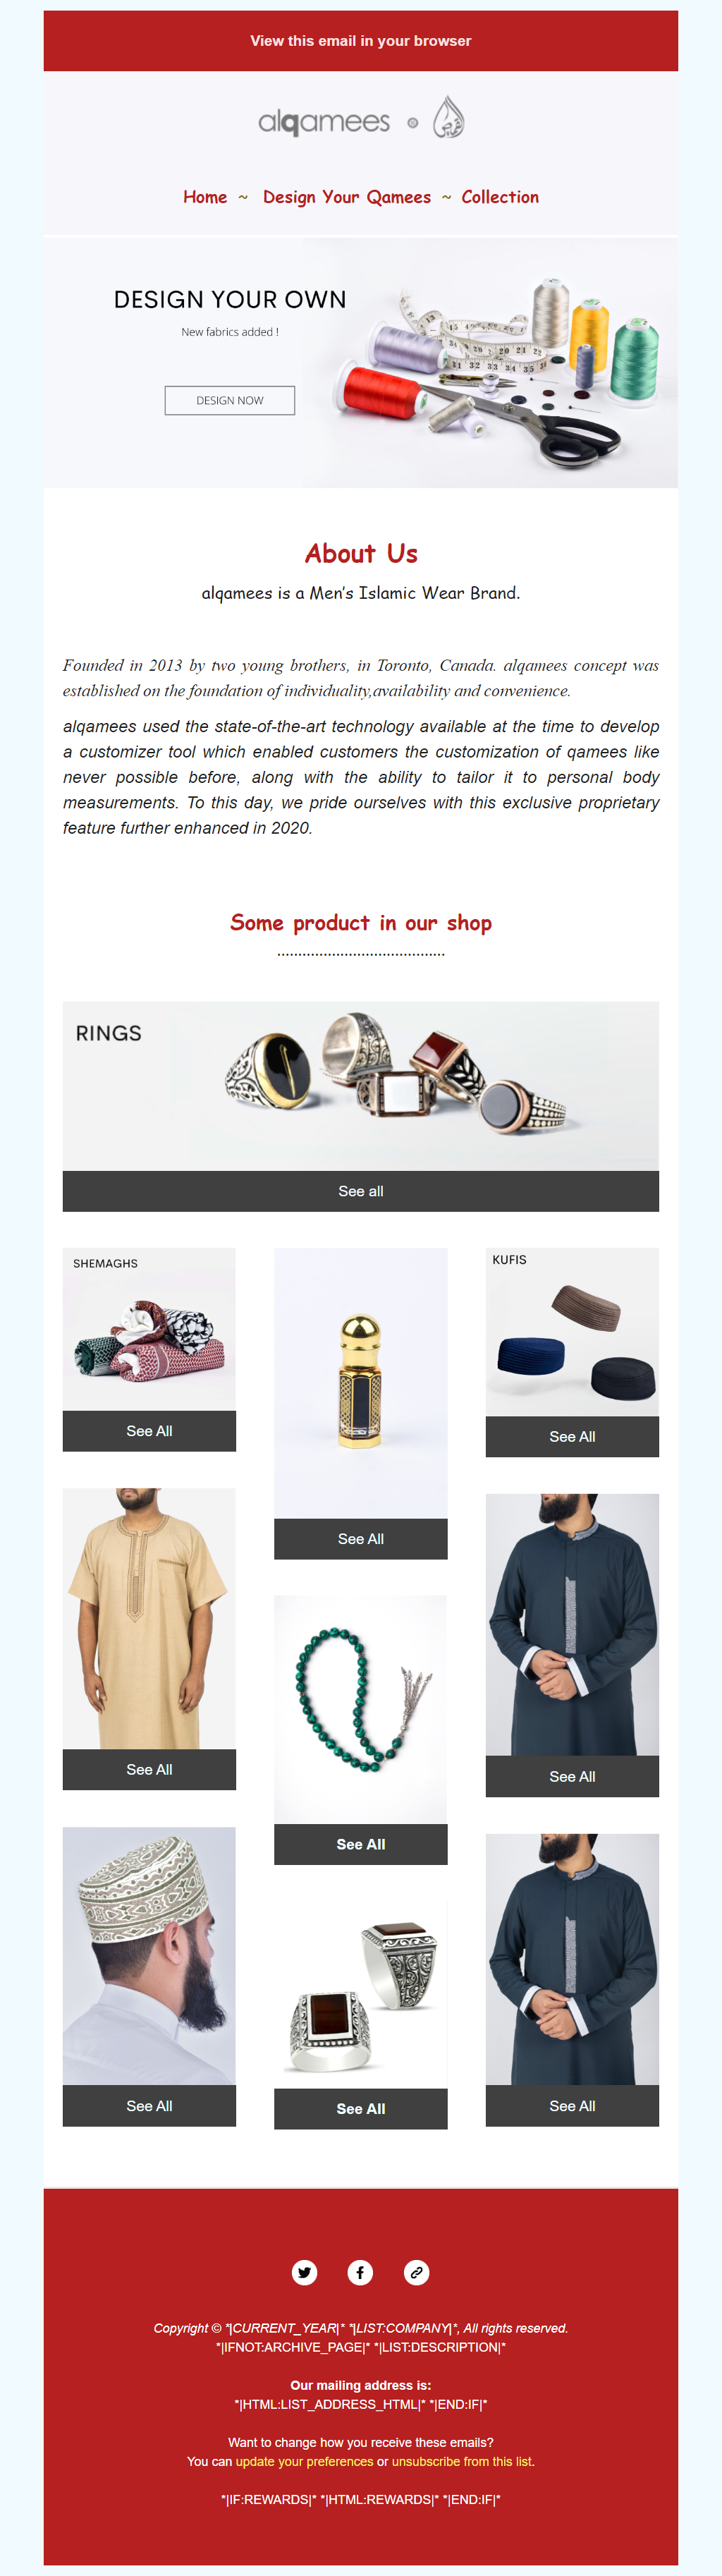 View this email in your browser
alqamees
Home ~ Design Your Qamees ~ Collection
DESIGN YOUR OWN
New fabrics added !
DESIGN NOW
About Us
alqamees is a Men's Islamic Wear Brand.
Founded in 2013 by two young brothers, in Toronto, Canada. alqamees concept was
established on the foundation of individuality,availability and convenience.
alqamees used the state-of-the-art technology available at the time to develop
a customizer tool which enabled customers the customization of qamees like
never possible before, along with the ability to tailor it to personal body
measurements. To this day, we pride ourselves with this exclusive proprietary
feature further enhanced in 2020.
Some product in our shop
........................................
RINGS
See all
SHEMAGHS
See All
See All
See All
See All
See All
See All
KUFIS
See All
See All
See All
Copyright © *|CURRENT_YEAR|* *|LIST:COMPANY|*, All rights reserved.
*|IFNOT:ARCHIVE_PAGE|* *|LIST:DESCRIPTION|*
Our mailing address is:
*|HTML:LIST_ADDRESS_HTML|* *|END:IF|*
Want to change how you receive these emails?
You can update your preferences or unsubscribe from this list.
*|IF:REWARDS|* *|HTML:REWARDS|* *|END:IF|*